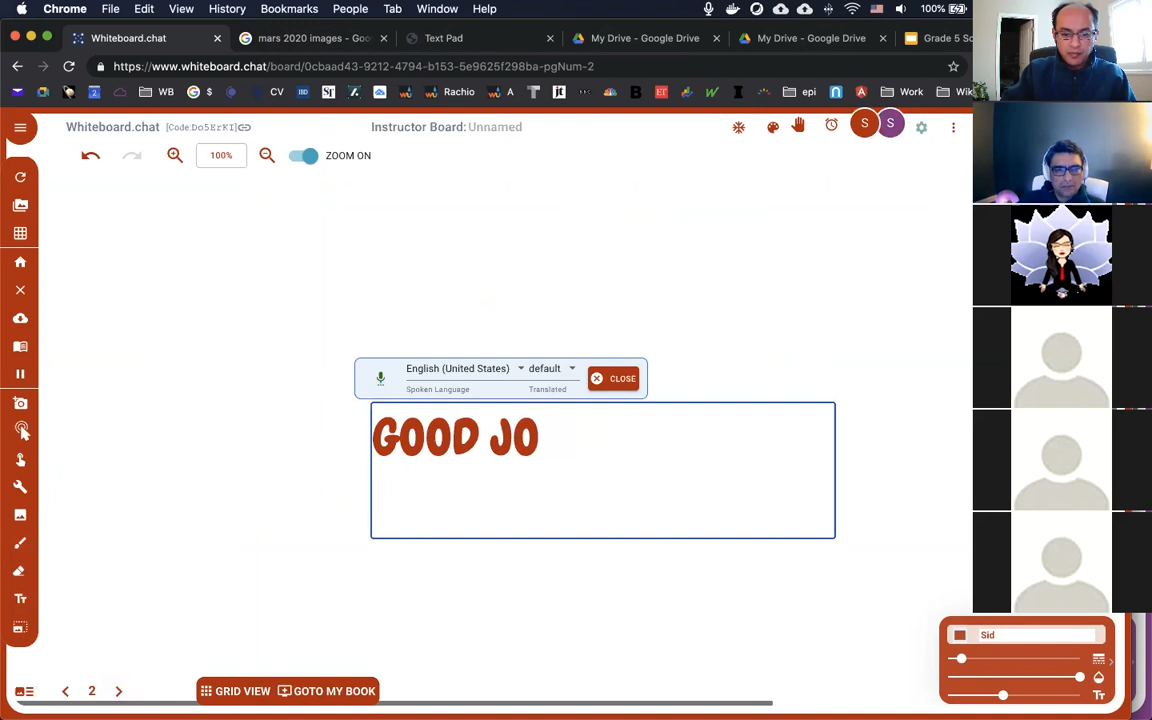 Chrome File Edit View History Bookmarks People Tab Window Help 100%
Whiteboard.chat mars 2020 images - Goo Text Pad My Drive - Google Drive My Drive - Google Drive Grade 5 Sc
https://www.whiteboard.chat/board/0cbaad43-9212-4794-b153-5e9625f298ba-pgNum-2
WB $ CV Rachio A epi Work Wik
Whiteboard.chat [Code:Do5ErKI] Instructor Board: Unnamed S S
100% ZOOM ON
English (United States) default CLOSE
Spoken Language Translated
GOOD JO
Sid
2 GRID VIEW GOTO MY BOOK